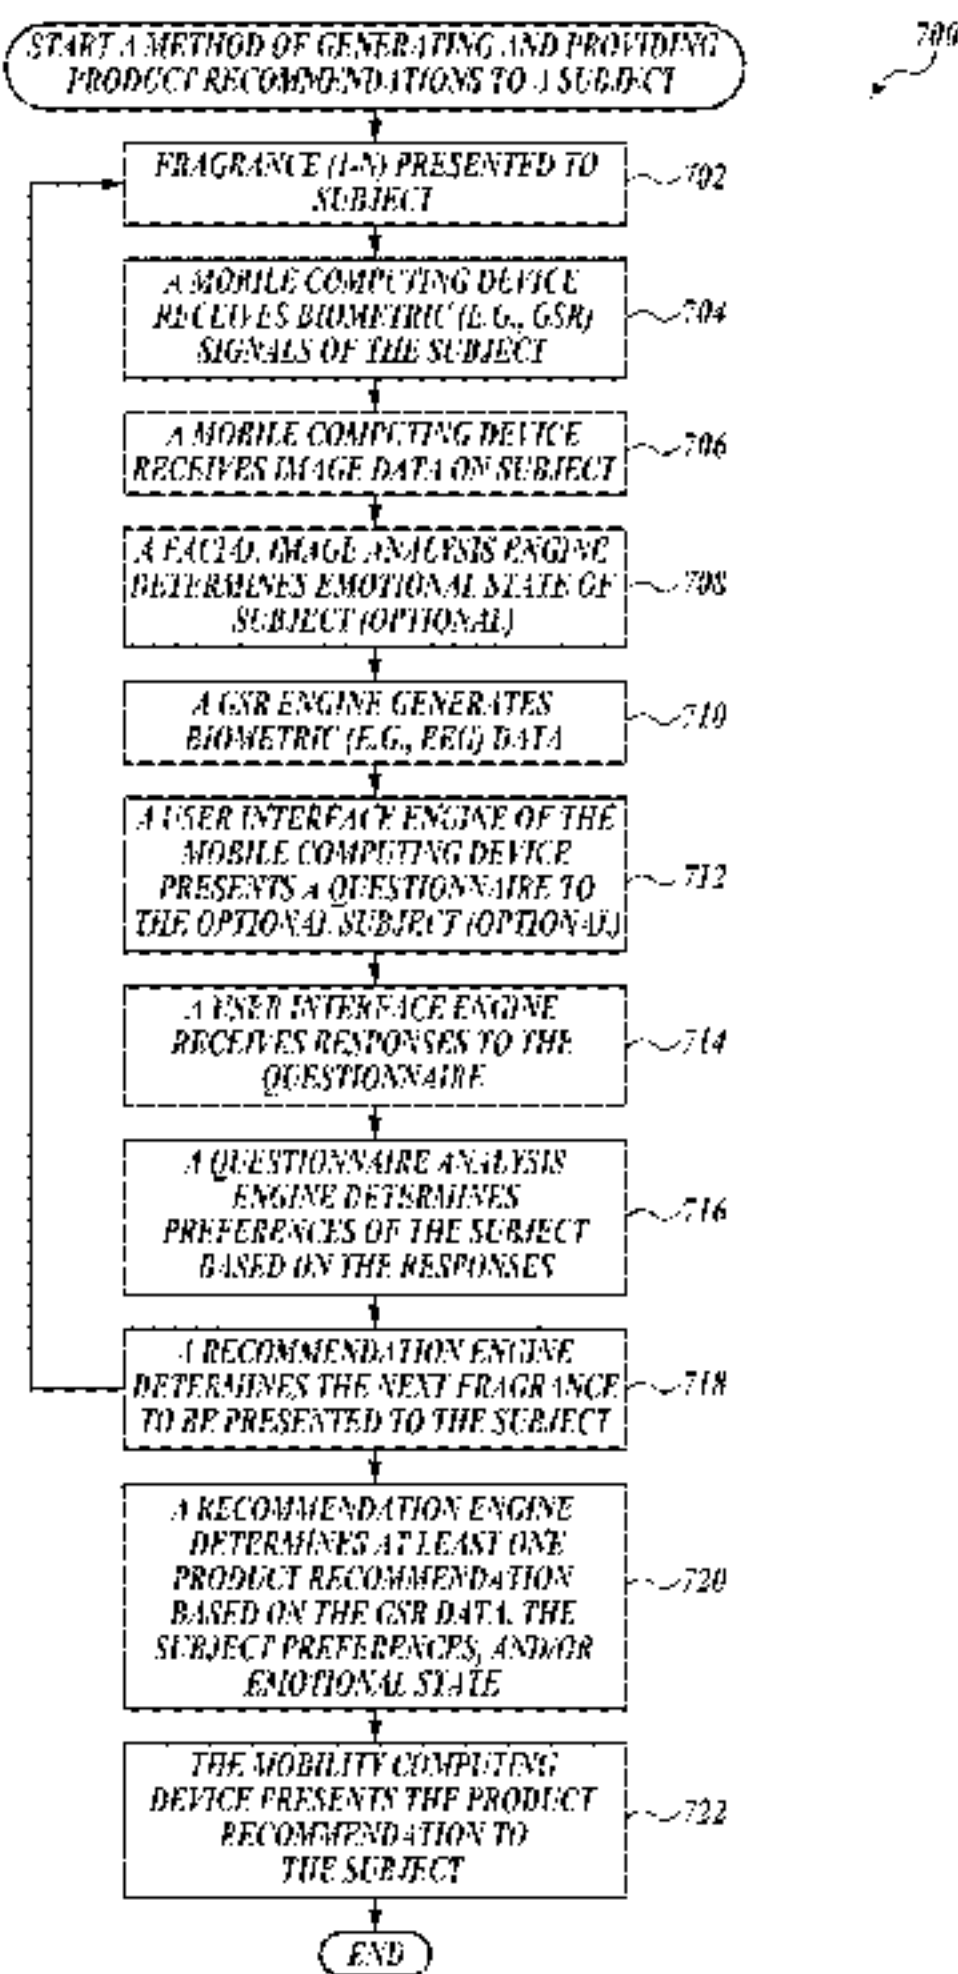 START A METHOD OF GENERATING AND PROVIDING
PRODUCT RECOMMENDATIONS TO A SUBJECT
700
FRAGRANCE (1-N) PRESENTED TO
SUBJECT
702
A MOBILE COMPUTING DEVICE
RECEIVES BIOMETRIC (E.G., GSR)
SIGNALS OF THE SUBJECT
704
A MOBILE COMPUTING DEVICE
RECEIVES IMAGE DATA ON SUBJECT
706
A FACIAL IMAGE ANALYSIS ENGINE
DETERMINES EMOTIONAL STATE OF
SUBJECT (OPTIONAL)
708
A GSR ENGINE GENERATES
BIOMETRIC (E.G., EEG) DATA
710
A USER INTERFACE ENGINE OF THE
MOBILE COMPUTING DEVICE
PRESENTS A QUESTIONNAIRE TO
THE OPTIONAL SUBJECT (OPTIONAL)
712
A USER INTERFACE ENGINE
RECEIVES RESPONSES TO THE
QUESTIONNAIRE
714
A QUESTIONNAIRE ANALYSIS
ENGINE DETERMINES
PREFERENCES OF THE SUBJECT
BASED ON THE RESPONSES
716
A RECOMMENDATION ENGINE
DETERMINES THE NEXT FRAGRANCE
TO BE PRESENTED TO THE SUBJECT
718
A RECOMMENDATION ENGINE
DETERMINES AT LEAST ONE
PRODUCT RECOMMENDATION
BASED ON THE GSR DATA, THE
SUBJECT PREFERENCES, AND/OR
EMOTIONAL STATE
720
THE MOBILITY COMPUTING
DEVICE PRESENTS THE PRODUCT
RECOMMENDATION TO
THE SUBJECT
722
END